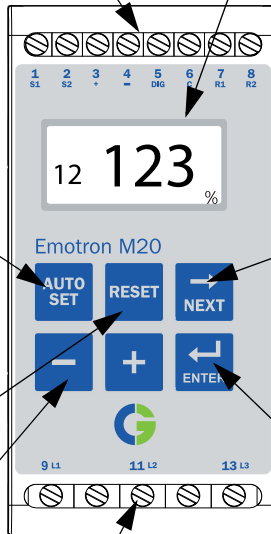 1 2 3 4 5 6 7 8
S1 S2 + − DIG C R1 R2
12 123 %
Emotron M20
AUTO SET RESET → NEXT
− + ↵ ENTER
9 L1 11 L2 13 L3